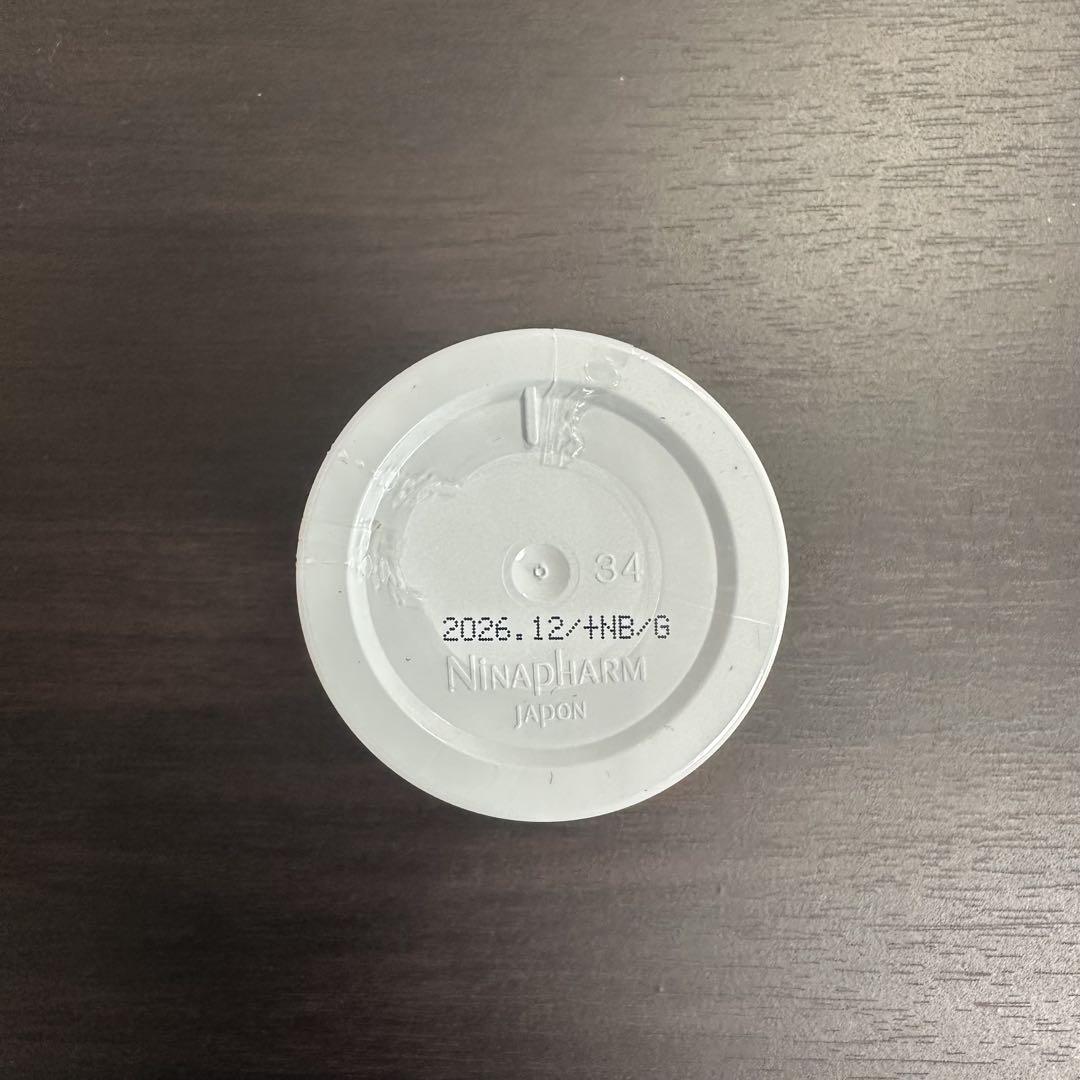 34
2026.12/+NB/G
NINAPHARM
JAPON